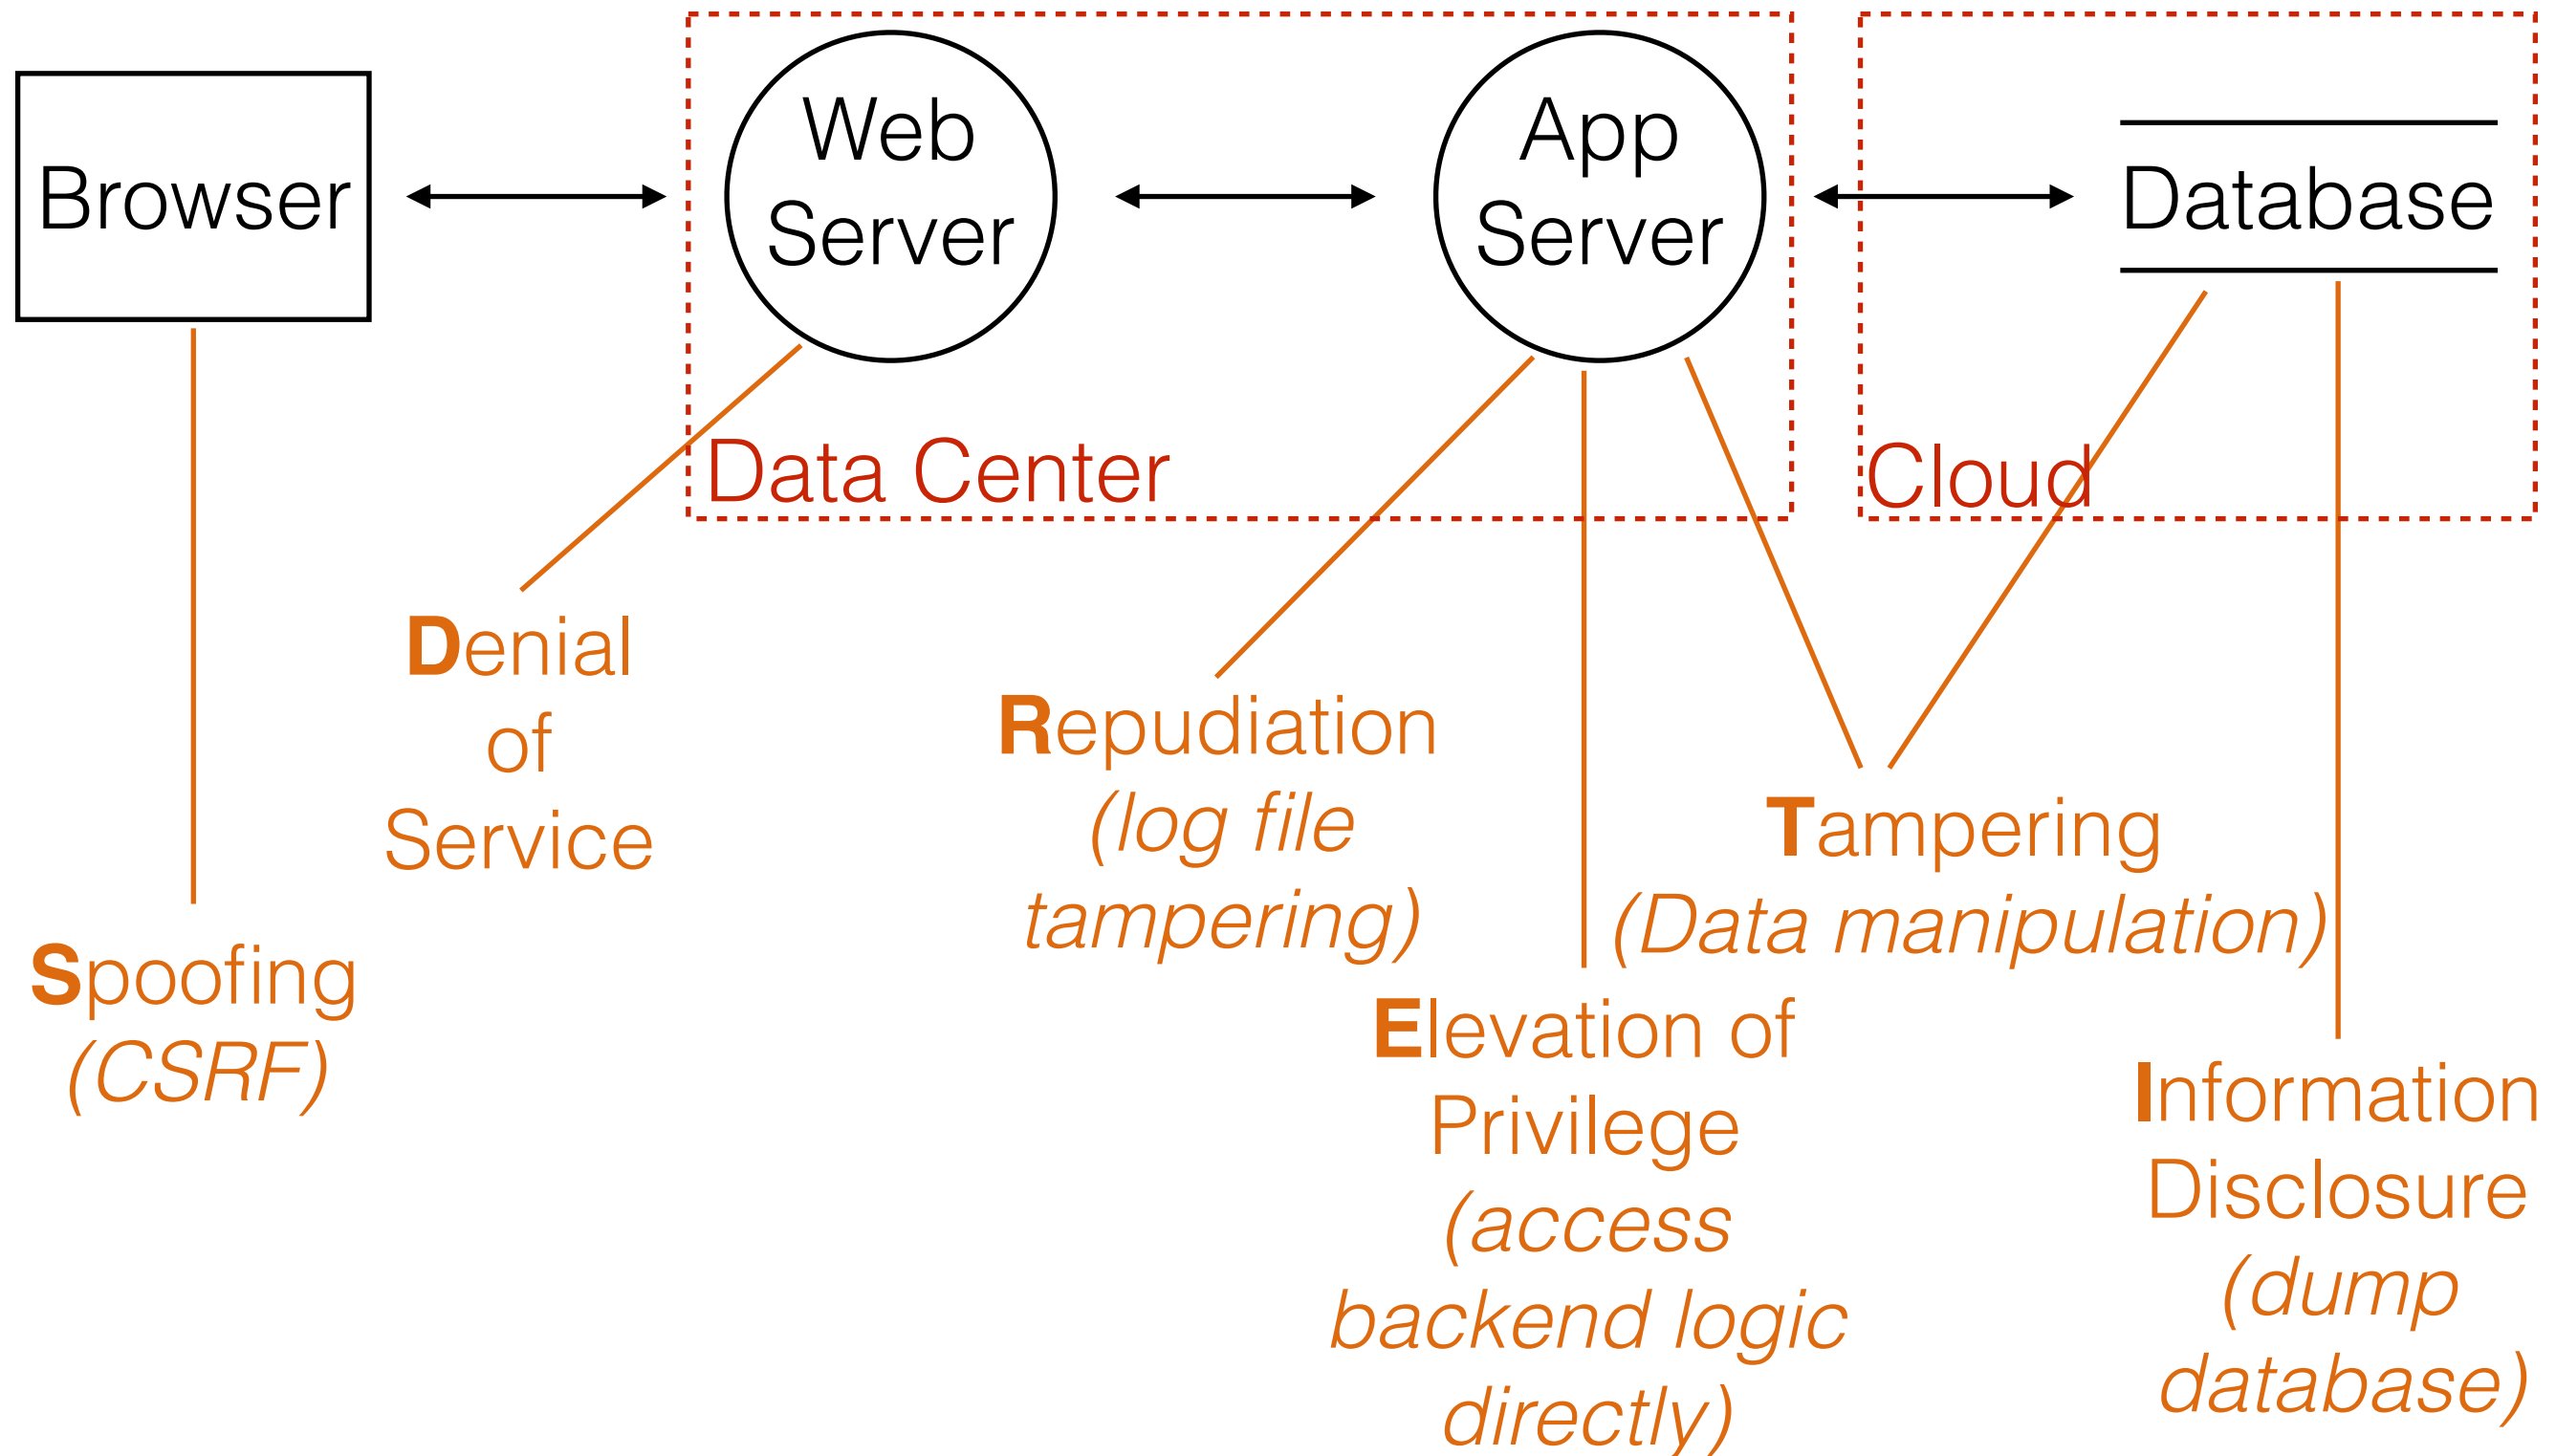 Browser
Web
Server
App
Server
Database
Data Center
Cloud
Denial
of
Service
Repudiation
(log file
tampering)
Tampering
(Data manipulation)
Spoofing
(CSRF)
Elevation of
Privilege
(access
backend logic
directly)
Information
Disclosure
(dump
database)